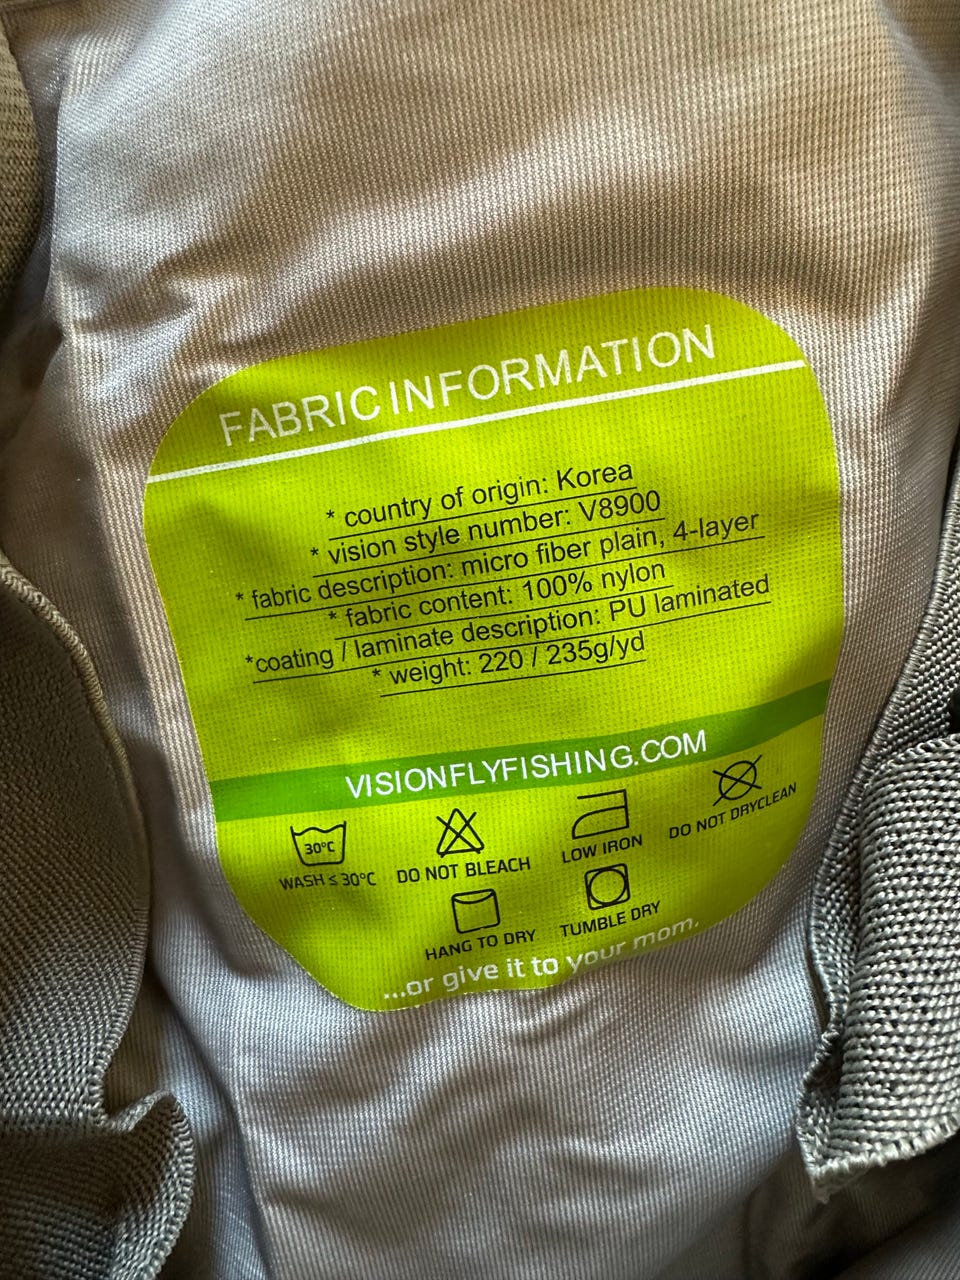 FABRIC INFORMATION
* country of origin: Korea
* vision style number: V8900
* fabric description: micro fiber plain, 4-layer
* fabric content: 100% nylon
*coating / laminate description: PU laminated
* weight: 220 / 235g/yd
VISIONFLYFISHING.COM
30°C
WASH ≤ 30°C
DO NOT BLEACH
LOW IRON
DO NOT DRYCLEAN
HANG TO DRY
TUMBLE DRY
...or give it to your mom.